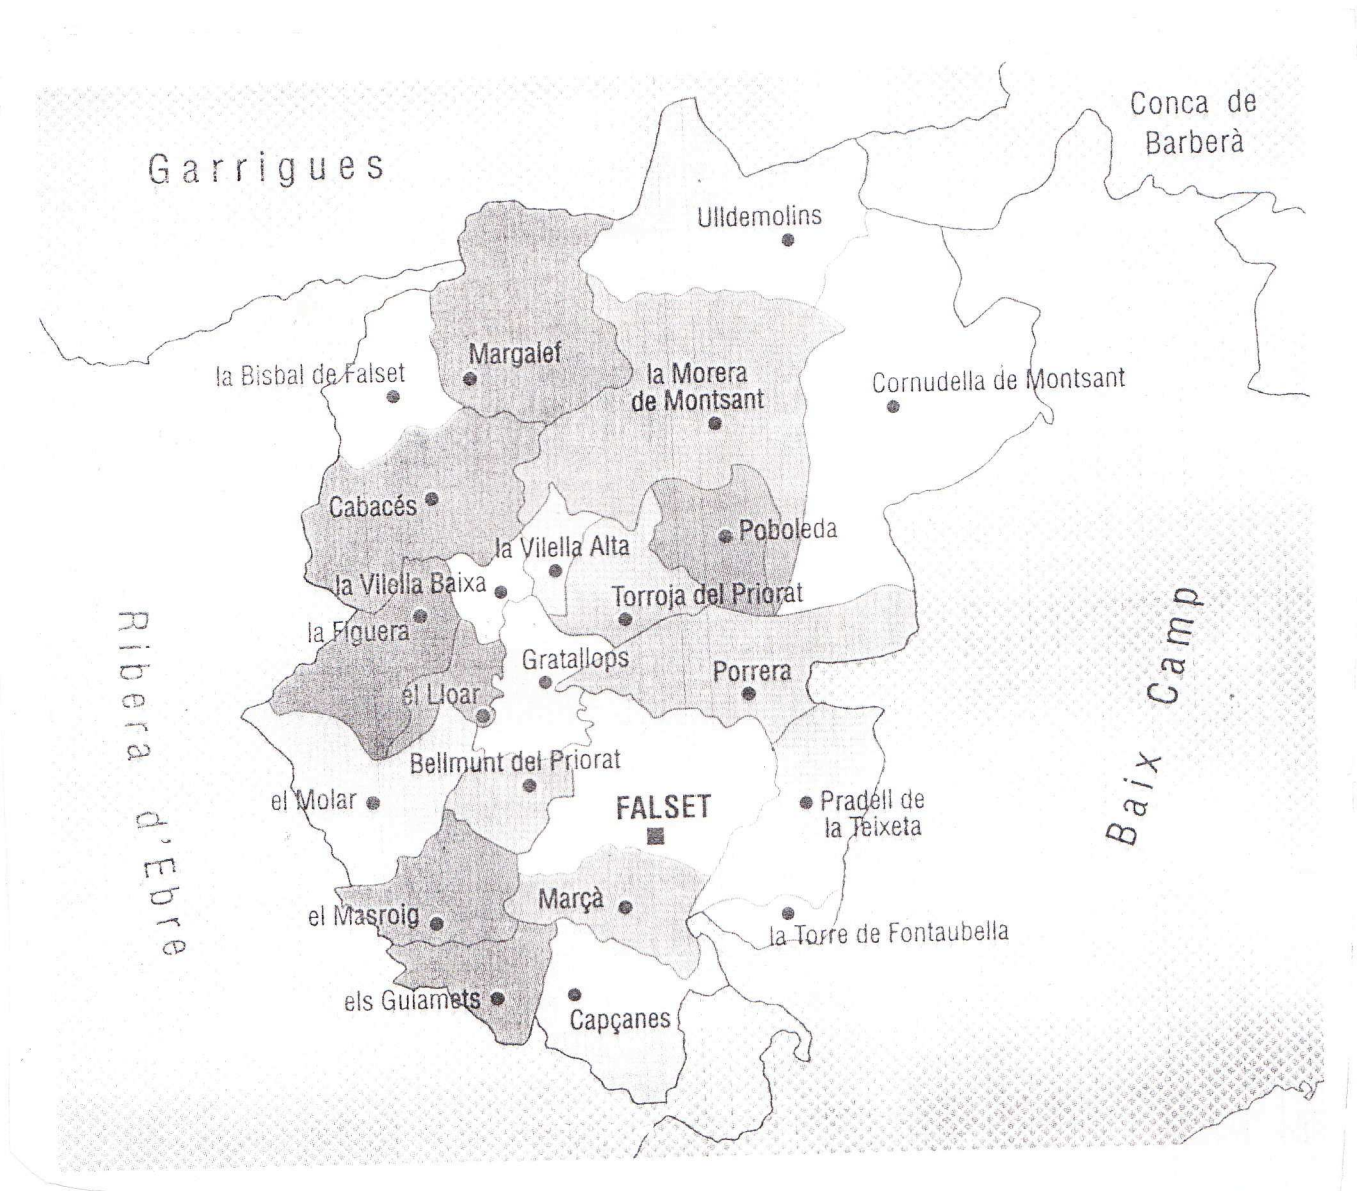 Conca de
Barberà
Garrigues
Ulldemolins
Margalef
la Bisbal de Falset
la Morera
de Montsant
Cornudella de Montsant
Cabacés
Poboleda
la Vilella Alta
la Vilella Baixa
Torroja del Priorat
la Figuera
Gratallops
Porrera
el Lloar
Bellmunt del Priorat
el Molar
FALSET
Pradell de
la Teixeta
Marçà
el Masroig
la Torre de Fontaubella
els Guiamets
Capçanes
Ribera d'Ebre
Baix Camp